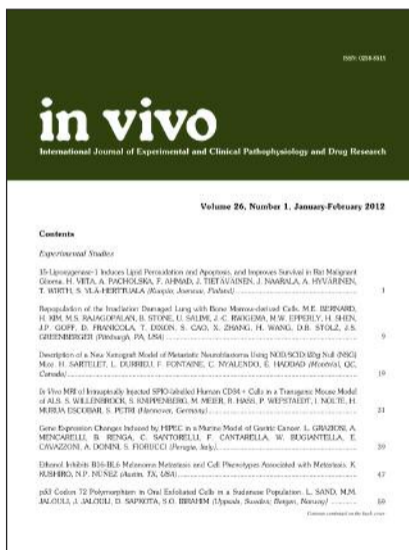 ISSN: 0258-851X
in vivo
International Journal of Experimental and Clinical Pathophysiology and Drug Research
Volume 26, Number 1, January-February 2012
Contents
Experimental Studies
15-Lipoxygenase-1 Induces Lipid Peroxidation and Apoptosis, and Improves Survival in Rat Malignant
Glioma. H. VIITA, A. PACHOLSKA, F. AHMAD, J. TIETÄVÄINEN, J. NAARALA, A. HYVÄRINEN,
T. WIRTH, S. YLÄ-HERTTUALA (Kuopio, Joensuu, Finland) 1
Repopulation of the Irradiation Damaged Lung with Bone Marrow-derived Cells. M.E. BERNARD,
H. KIM, M.S. RAJAGOPALAN, B. STONE, U. SALIMI, J.-C. RWIGEMA, M.W. EPPERLY, H. SHEN,
J.P. GOFF, D. FRANICOLA, T. DIXON, S. CAO, X. ZHANG, H. WANG, D.B. STOLZ, J.S.
GREENBERGER (Pittsburgh, PA, USA) 9
Description of a New Xenograft Model of Metastatic Neuroblastoma Using NOD/SCID/Il2rg Null (NSG)
Mice. H. SARTELET, L. DURRIEU, F. FONTAINE, C. NYALENDO, E. HADDAD (Montréal, QC,
Canada) 19
In Vivo MRI of Intraspinally Injected SPIO-labelled Human CD34+ Cells in a Transgenic Mouse Model
of ALS. S. WILLENBROCK, S. KNIPPENBERG, M. MEIER, R. HASS, P. WEFSTAEDT, I. NOLTE, H.
MURUA ESCOBAR, S. PETRI (Hannover, Germany) 31
Gene Expression Changes Induced by HIPEC in a Murine Model of Gastric Cancer. L. GRAZIOSI, A.
MENCARELLI, B. RENGA, C. SANTORELLI, F. CANTARELLA, W. BUGIANTELLA, E.
CAVAZZONI, A. DONINI, S. FIORUCCI (Perugia, Italy) 39
Ethanol Inhibits B16-BL6 Melanoma Metastasis and Cell Phenotypes Associated with Metastasis. K.
KUSHIRO, N.P. NÚÑEZ (Austin, TX, USA) 47
p53 Codon 72 Polymorphism in Oral Exfoliated Cells in a Sudanese Population. L. SAND, M.M.
JALOULI, J. JALOULI, D. SAPKOTA, S.O. IBRAHIM (Uppsala, Sweden; Bergen, Norway) 59
Contents continued on the back cover